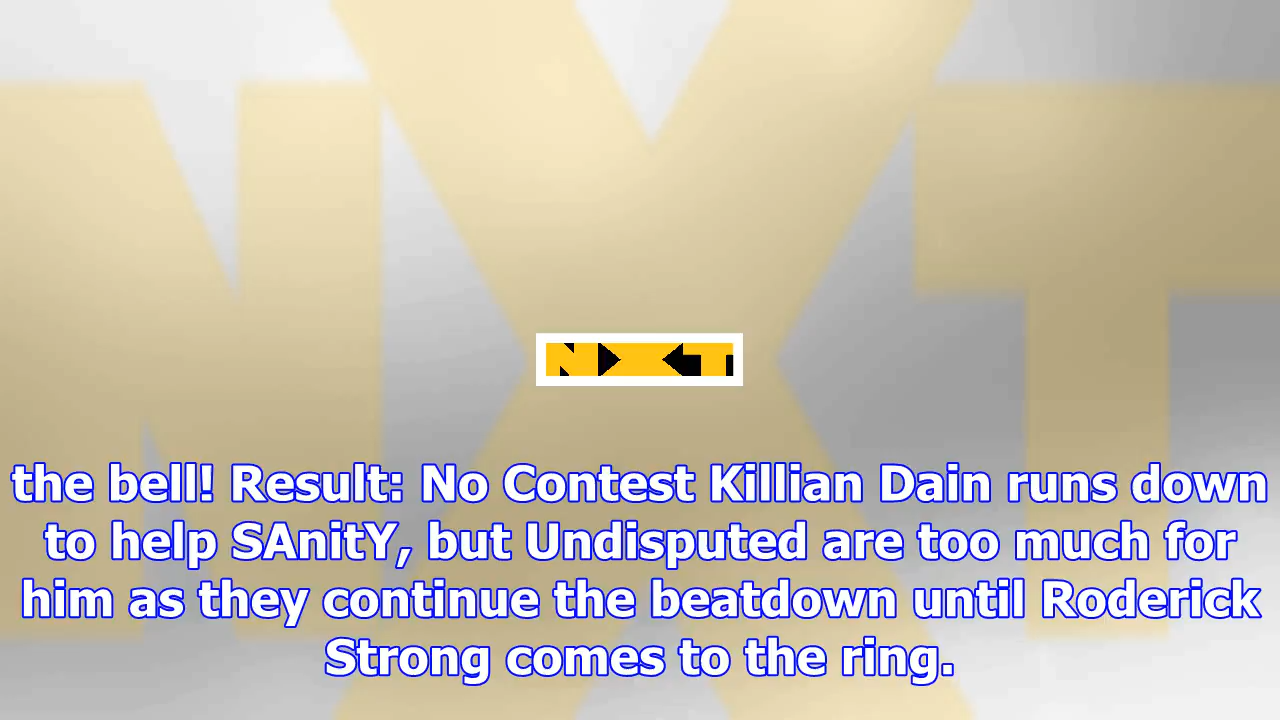 NXT
NXT
the bell! Result: No Contest Killian Dain runs down
to help SAnitY, but Undisputed are too much for
him as they continue the beatdown until Roderick
Strong comes to the ring.